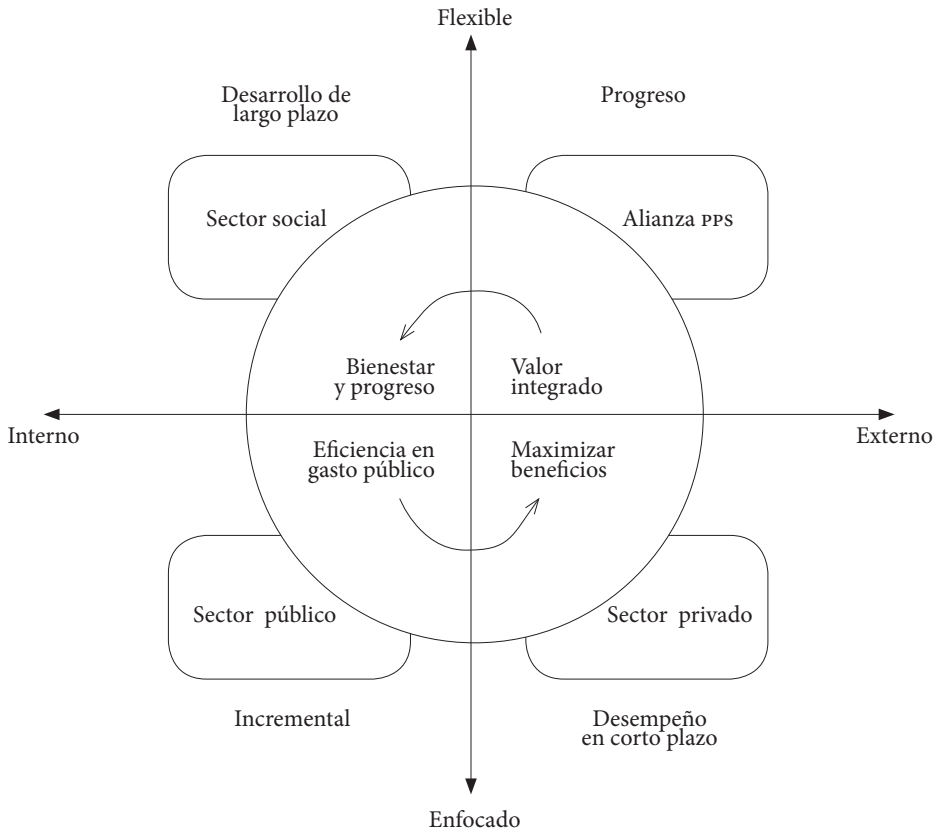 Flexible
Desarrollo de
largo plazo
Progreso
Sector social
Alianza PPS
Bienestar
y progreso
Valor
integrado
Interno
Externo
Eficiencia en
gasto público
Maximizar
beneficios
Sector público
Sector privado
Incremental
Desempeño
en corto plazo
Enfocado